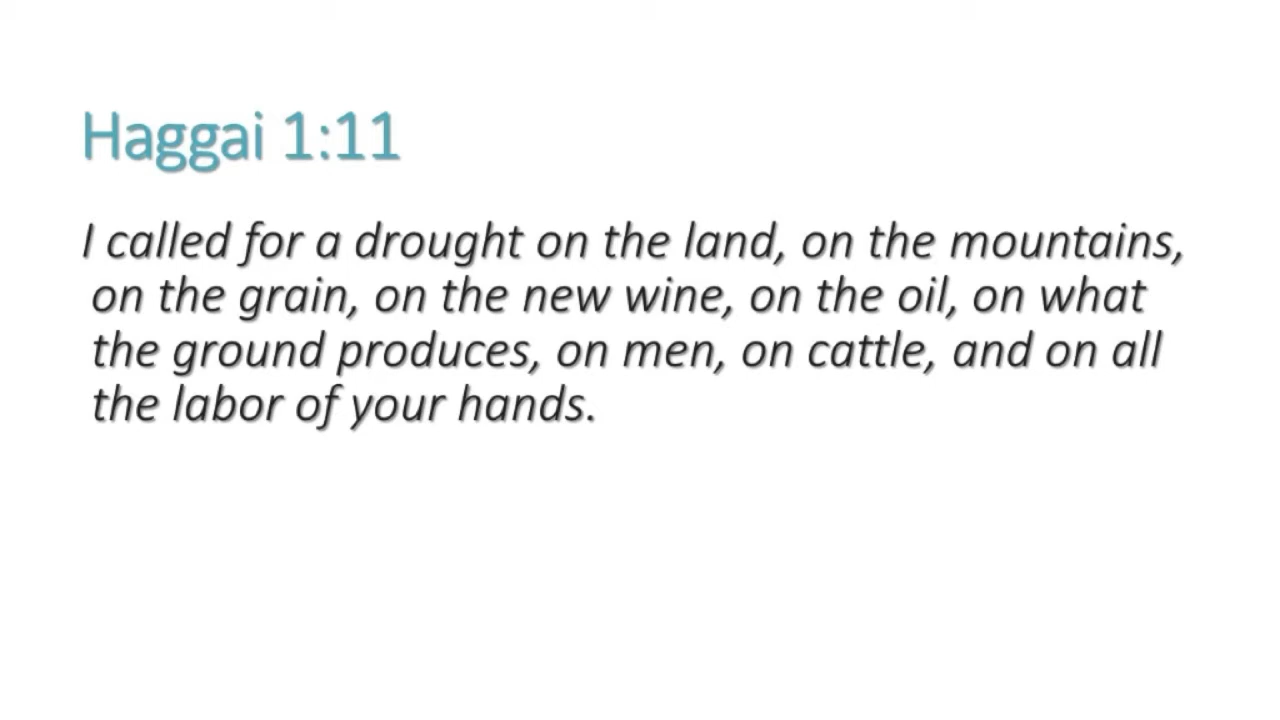 Haggai 1:11
I called for a drought on the land, on the mountains,
on the grain, on the new wine, on the oil, on what
the ground produces, on men, on cattle, and on all
the labor of your hands.